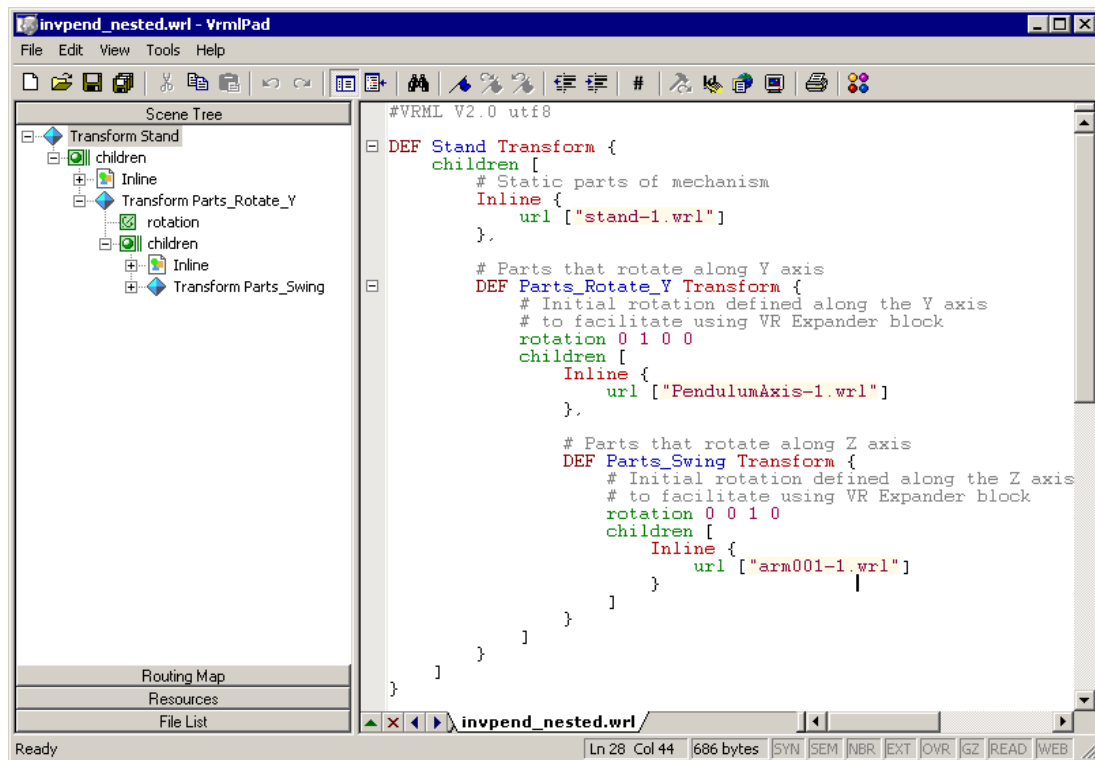 invpend_nested.wrl - VrmlPad
File Edit View Tools Help
Scene Tree
Transform Stand
children
Inline
Transform Parts_Rotate_Y
rotation
children
Inline
Transform Parts_Swing
Routing Map
Resources
File List
#VRML V2.0 utf8
DEF Stand Transform {
children [
# Static parts of mechanism
Inline {
url ["stand-1.wrl"]
},
# Parts that rotate along Y axis
DEF Parts_Rotate_Y Transform {
# Initial rotation defined along the Y axis
# to facilitate using VR Expander block
rotation 0 1 0 0
children [
Inline {
url ["PendulumAxis-1.wrl"]
},
# Parts that rotate along Z axis
DEF Parts_Swing Transform {
# Initial rotation defined along the Z axis
# to facilitate using VR Expander block
rotation 0 0 1 0
children [
Inline {
url ["arm001-1.wrl"]
}
]
}
]
}
]
}
invpend_nested.wrl
Ready Ln 28 Col 44 686 bytes SYN SEM NBR EXT OVR GZ READ WEB